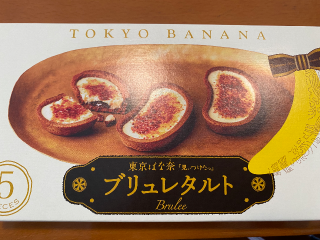 TOKYO BANANA
東京ばな奈「見ぃつけたっ」
ブリュレタルト
Brulee
5
PIECES